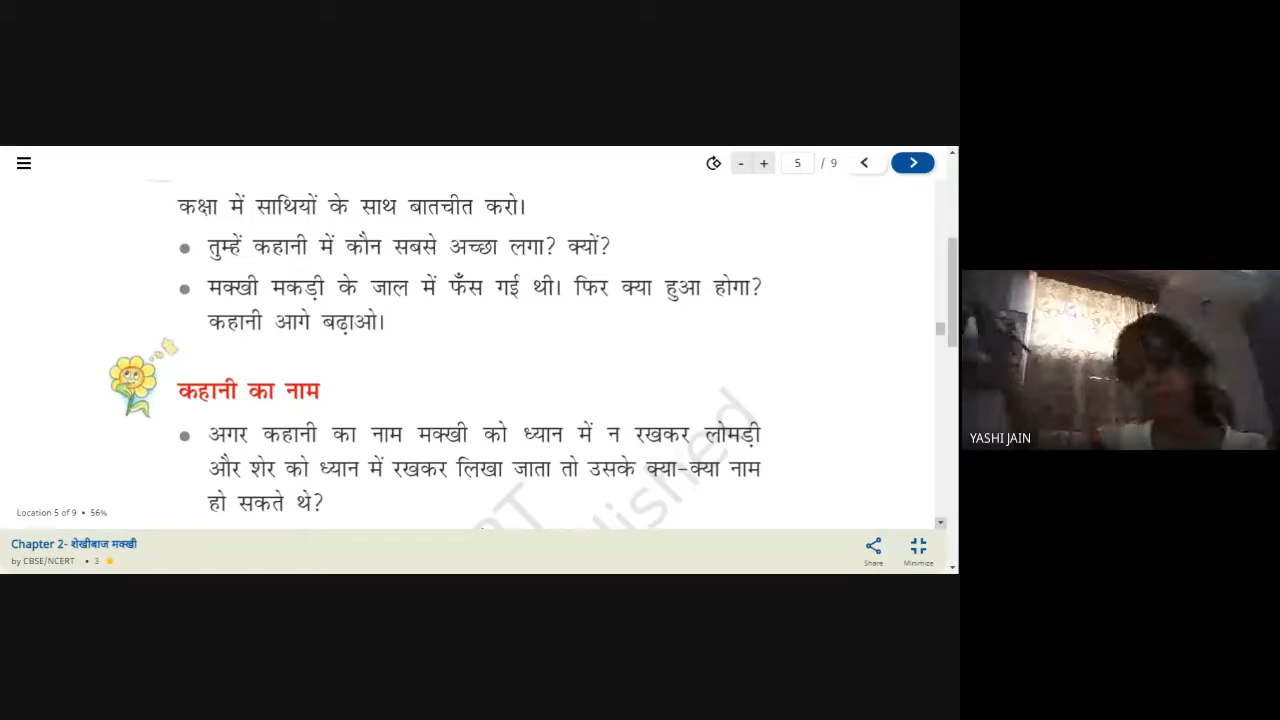 5 / 9
कक्षा में साथियों के साथ बातचीत करो।
● तुम्हें कहानी में कौन सबसे अच्छा लगा? क्यों?
● मक्खी मकड़ी के जाल में फँस गई थी। फिर क्या हुआ होगा?
कहानी आगे बढ़ाओ।
कहानी का नाम
● अगर कहानी का नाम मक्खी को ध्यान में न रखकर लोमड़ी
और शेर को ध्यान में रखकर लिखा जाता तो उसके क्या-क्या नाम
हो सकते थे?
Location 5 of 9 • 56%
Chapter 2- शेखीबाज मक्खी
by CBSE/NCERT • 3
Share
Minimize
YASHI JAIN